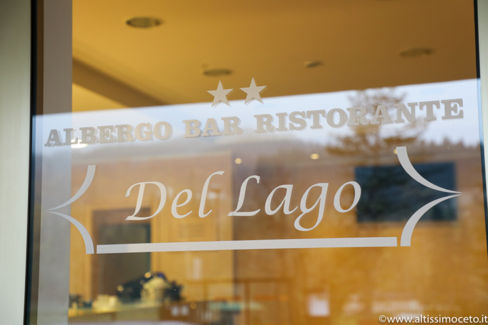 ALBERGO BAR RISTORANTE
Del Lago
©www.altissimoceto.it